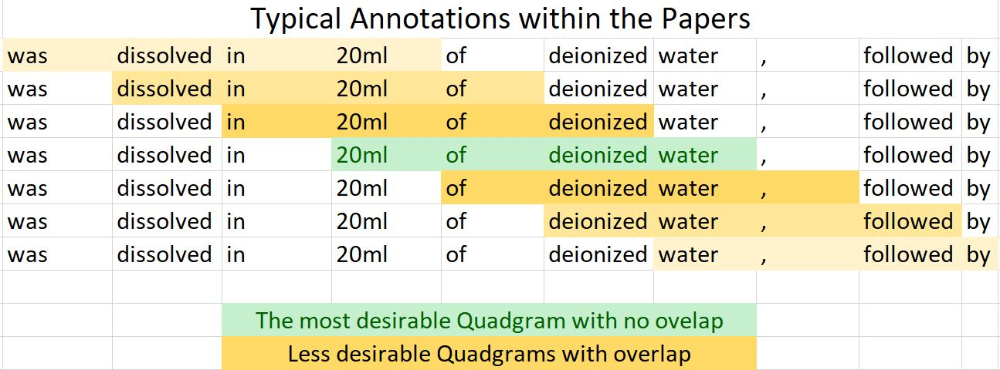 Typical Annotations within the Papers
was dissolved in 20ml of deionized water , followed by
was dissolved in 20ml of deionized water , followed by
was dissolved in 20ml of deionized water , followed by
was dissolved in 20ml of deionized water , followed by
was dissolved in 20ml of deionized water , followed by
was dissolved in 20ml of deionized water , followed by
was dissolved in 20ml of deionized water , followed by
The most desirable Quadgram with no ovelap
Less desirable Quadgrams with overlap